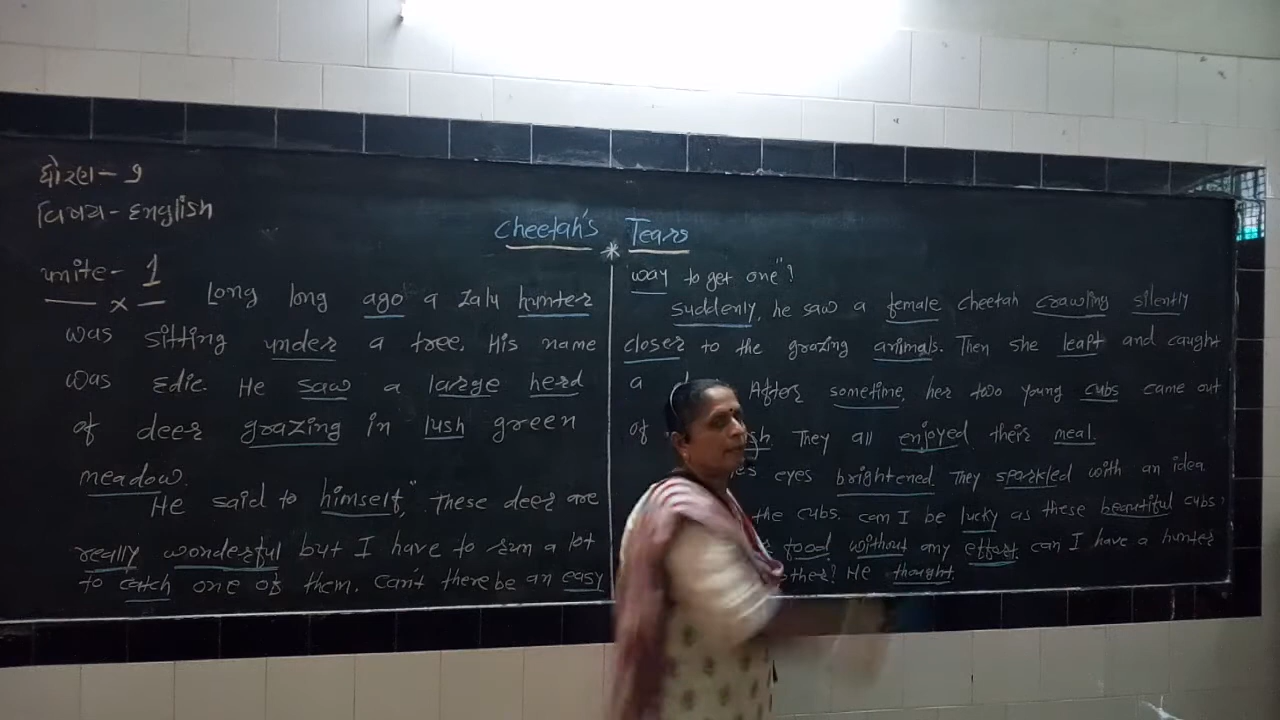 ધોરણ - 9
વિષય - English
Cheetah's Tears
unite - 1
Long long ago a Zalu hunter
was sitting under a tree. His name
was Edie. He saw a large herd
of deer grazing in lush green
meadow.
He said to himself," These deer are
really wonderful but I have to run a lot
to catch one of them. Can't there be an easy
way to get one"?
Suddenly, he saw a female cheetah crawling silently
closer to the grazing animals. Then she leapt and caught
a After sometime, her two young cubs came out
of They all enjoyed their meal.
eyes brightened. They sparkled with an idea.
the cubs. can I be lucky as these beautiful cubs?
food without any effort can I have a hunter
He thought.